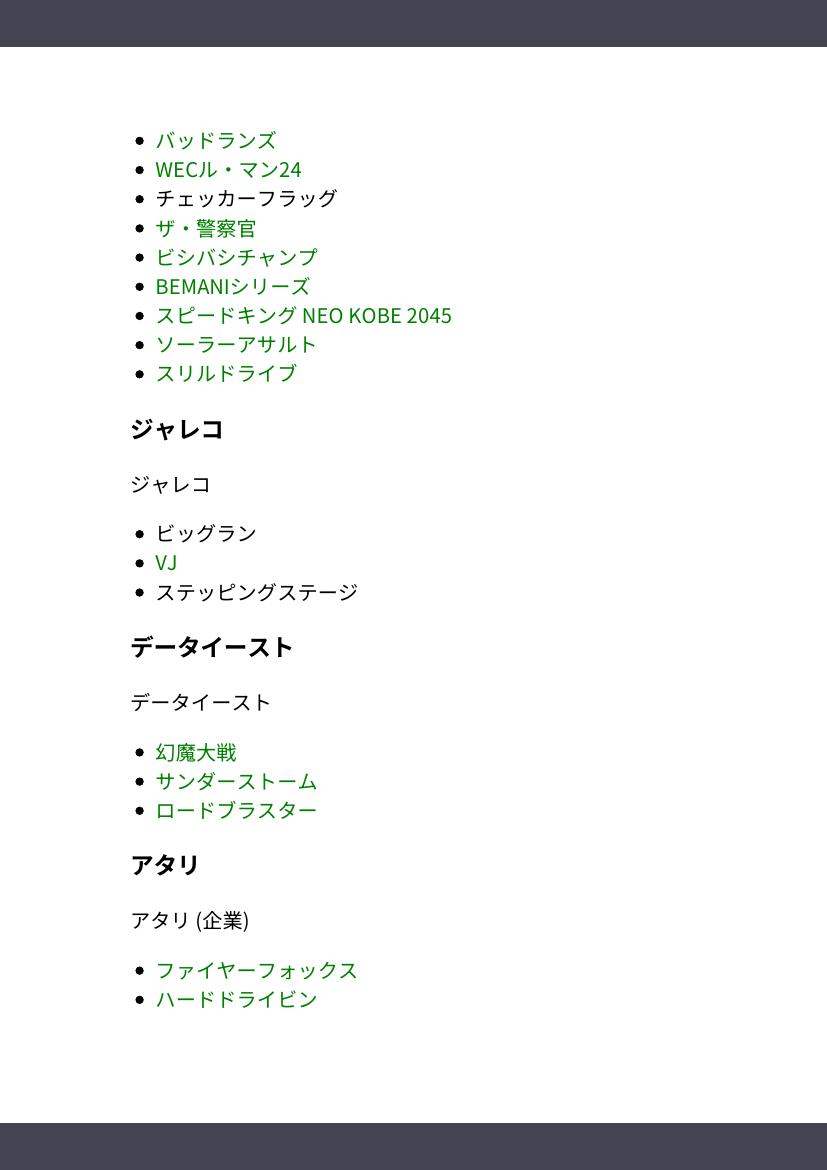 バッドランズ
WECル・マン24
チェッカーフラッグ
ザ・警察官
ビシバシチャンプ
BEMANIシリーズ
スピードキング NEO KOBE 2045
ソーラーアサルト
スリルドライブ
ジャレコ
ジャレコ
ビッグラン
VJ
ステッピングステージ
データイースト
データイースト
幻魔大戦
サンダーストーム
ロードブラスター
アタリ
アタリ (企業)
ファイヤーフォックス
ハードドライビン